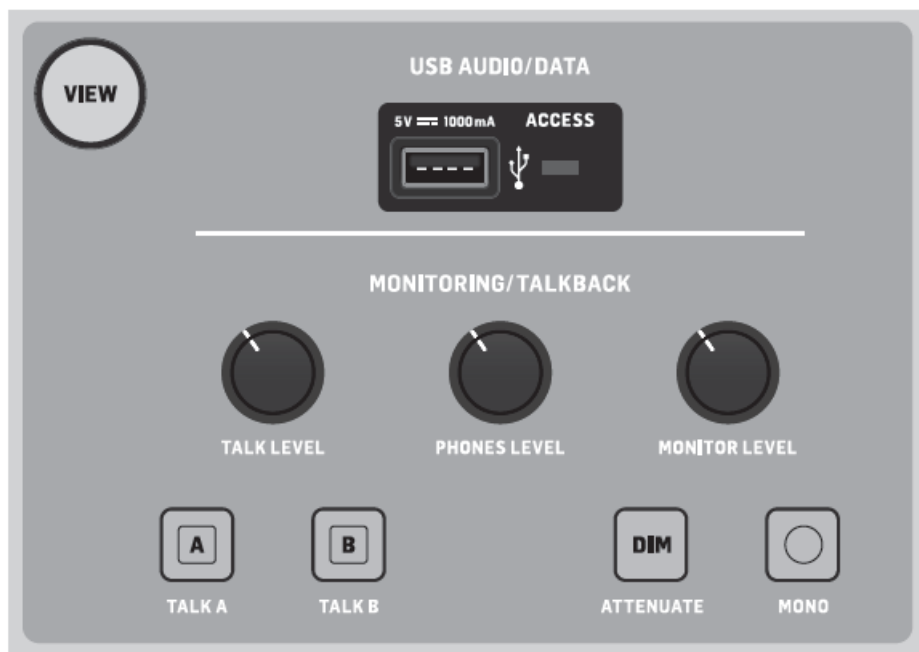 VIEW
USB AUDIO/DATA
5V 1000mA ACCESS
MONITORING/TALKBACK
TALK LEVEL PHONES LEVEL MONITOR LEVEL
A B DIM
TALK A TALK B ATTENUATE MONO